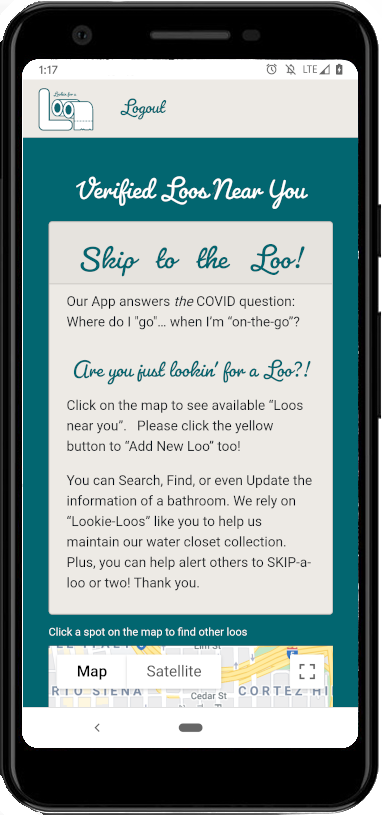 1:17 LTE
Lookin for a
Loo
Logout
Verified Loos Near You
Skip to the Loo!
Our App answers the COVID question:
Where do I "go"... when I'm “on-the-go”?
Are you just lookin' for a Loo?!
Click on the map to see available “Loos
near you”. Please click the yellow
button to “Add New Loo” too!
You can Search, Find, or even Update the
information of a bathroom. We rely on
“Lookie-Loos” like you to help us
maintain our water closet collection.
Plus, you can help alert others to SKIP-a-
loo or two! Thank you.
Click a spot on the map to find other loos
Elm St
Map Satellite
RTO SIENA Cedar St CORTEZ HI